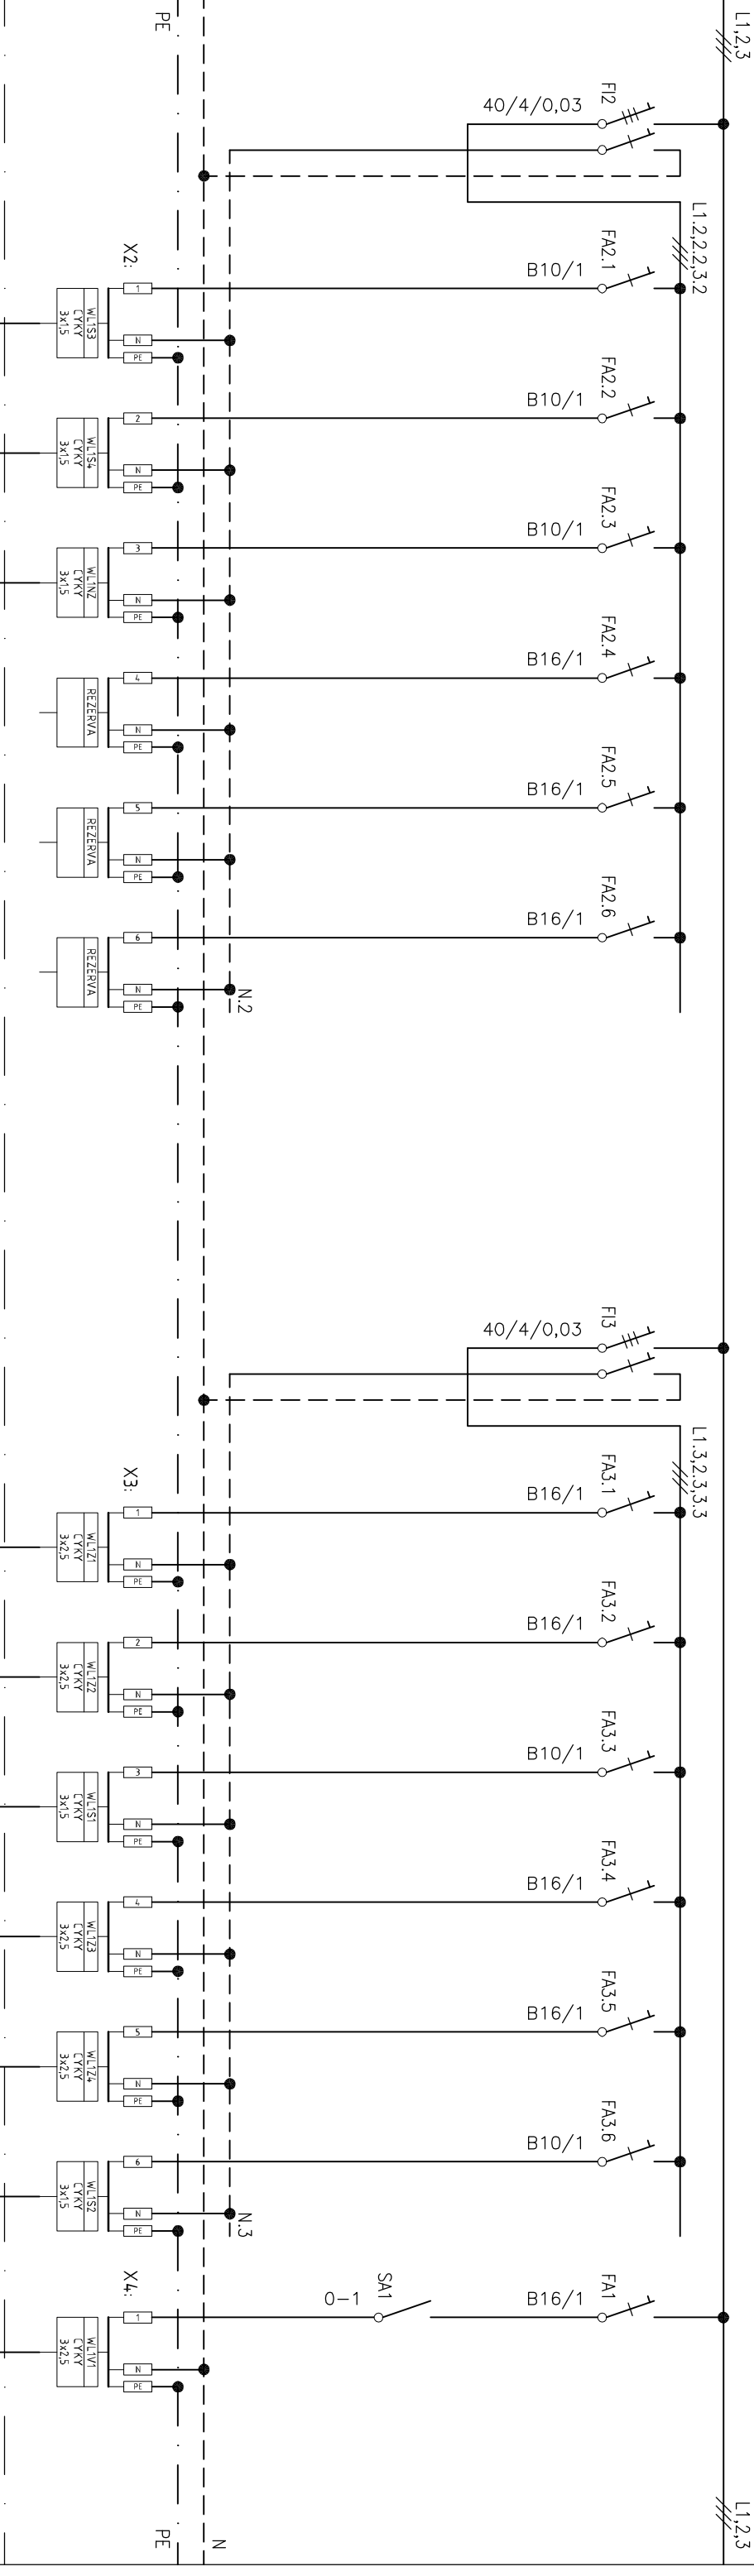 L1,2,3
PE
FI2
40/4/0,03
L1.2,2.2,3.2
FA2.1
B10/1
X2:
1
N
PE
WL1S3
CYKY
3x1,5
FA2.2
B10/1
2
N
PE
WL1S4
CYKY
3x1,5
FA2.3
B10/1
3
N
PE
WL1NZ
CYKY
3x1,5
FA2.4
B16/1
4
N
PE
REZERVA
FA2.5
B16/1
5
N
PE
REZERVA
FA2.6
B16/1
6
N
PE
REZERVA
N.2
FI3
40/4/0,03
L1.3,2.3,3.3
FA3.1
B16/1
X3:
1
N
PE
WL1Z1
CYKY
3x2,5
FA3.2
B16/1
2
N
PE
WL1Z2
CYKY
3x2,5
FA3.3
B10/1
3
N
PE
WL1S1
CYKY
3x1,5
FA3.4
B16/1
4
N
PE
WL1Z3
CYKY
3x2,5
FA3.5
B16/1
5
N
PE
WL1Z4
CYKY
3x2,5
FA3.6
B10/1
6
N
PE
WL1S2
CYKY
3x1,5
N.3
FA1
B16/1
SA1
0-1
X4:
1
N
PE
WL1V1
CYKY
3x2,5
L1,2,3
N
PE